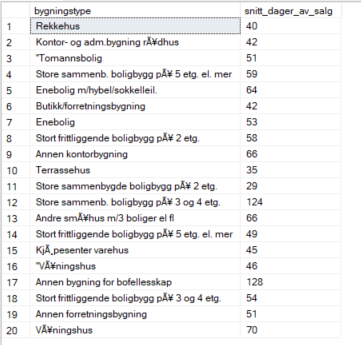 bygningstype snitt_dager_av_salg
1 Rekkehus 40
2 Kontor- og adm.bygning rÃ¥dhus 42
3 "Tomannsbolig 51
4 Store sammenb. boligbygg pÃ¥ 5 etg. el. mer 59
5 Enebolig m/hybel/sokkelleil. 64
6 Butikk/forretningsbygning 42
7 Enebolig 53
8 Stort frittliggende boligbygg pÃ¥ 2 etg. 58
9 Annen kontorbygning 66
10 Terrassehus 35
11 Store sammenbygde boligbygg pÃ¥ 2 etg. 29
12 Store sammenb. boligbygg pÃ¥ 3 og 4 etg. 124
13 Andre smÃ¥hus m/3 boliger el fl 66
14 Stort frittliggende boligbygg pÃ¥ 5 etg. el. mer 49
15 KjÃ¸pesenter varehus 45
16 "VÃ¥ningshus 46
17 Annen bygning for bofellesskap 128
18 Stort frittliggende boligbygg pÃ¥ 3 og 4 etg. 54
19 Annen forretningsbygning 51
20 VÃ¥ningshus 70